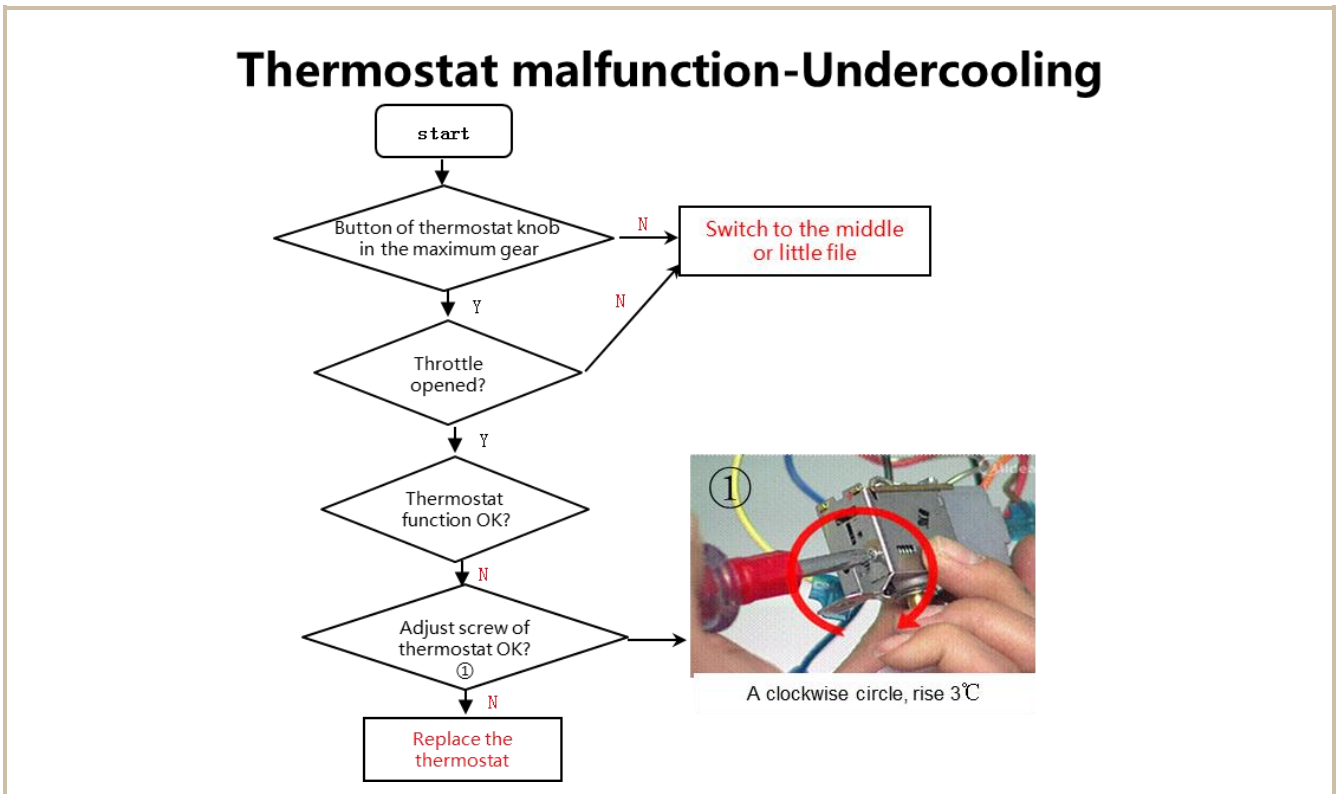 Thermostat malfunction-Undercooling
start
Button of thermostat knob
in the maximum gear
N
Switch to the middle
or little file
Y
N
Throttle
opened?
Y
Thermostat
function OK?
①
N
Adjust screw of
thermostat OK?
①
A clockwise circle, rise 3℃
N
Replace the
thermostat